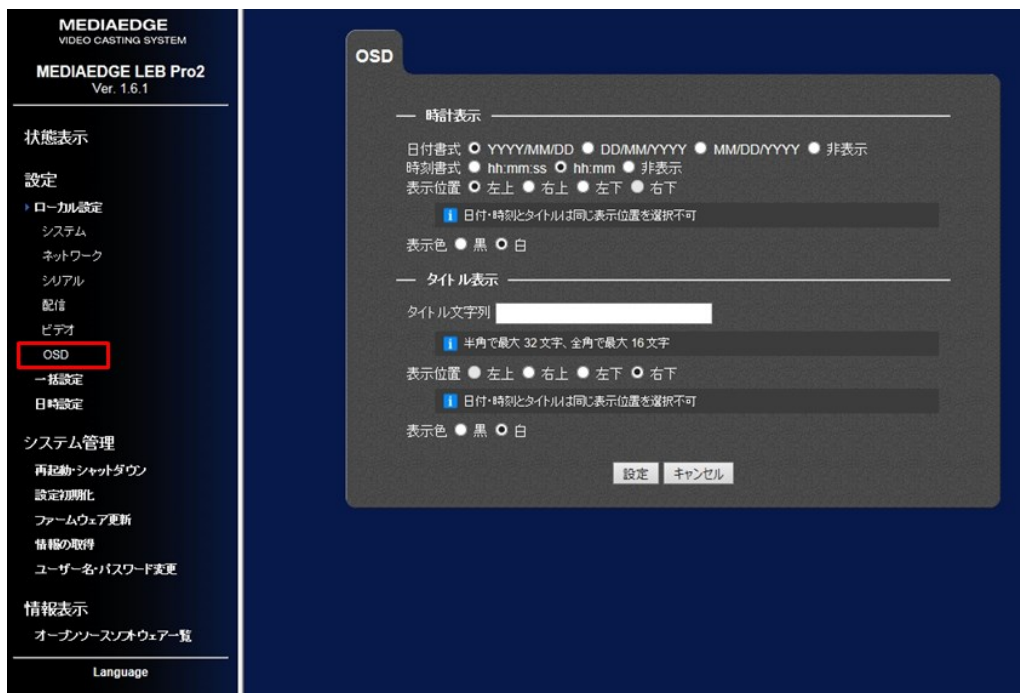 MEDIAEDGE
VIDEO CASTING SYSTEM
MEDIAEDGE LEB Pro2
Ver. 1.6.1
状態表示
設定
ローカル設定
システム
ネットワーク
シリアル
配信
ビデオ
OSD
一括設定
日時設定
システム管理
再起動・シャットダウン
設定初期化
ファームウェア更新
情報の取得
ユーザー名・パスワード変更
情報表示
オープンソースソフトウェア一覧
Language
OSD
時計表示
日付書式 YYYY/MM/DD DD/MM/YYYY MM/DD/YYYY 非表示
時刻書式 hh:mm:ss hh:mm 非表示
表示位置 左上 右上 左下 右下
日付・時刻とタイトルは同じ表示位置を選択不可
表示色 黒 白
タイトル表示
タイトル文字列
半角で最大 32 文字、全角で最大 16 文字
表示位置 左上 右上 左下 右下
日付・時刻とタイトルは同じ表示位置を選択不可
表示色 黒 白
設定 キャンセル